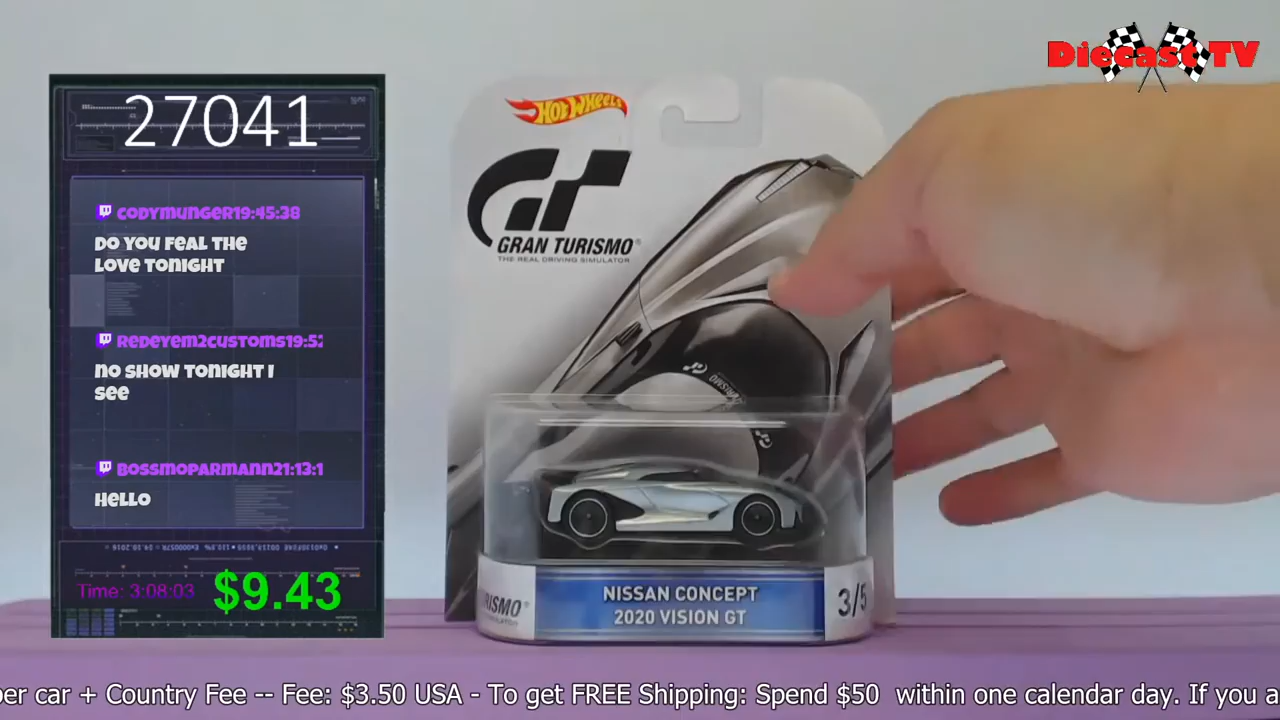 Diecast TV
27041
codymunger19:45:38
Do you feal the
love tonight
redeyem2customs19:5
no show tonight i
see
bossmoparmann21:13:1
Hello
Time: 3:08:03
$9.43
HOT WHEELS
GT
GRAN TURISMO®
THE REAL DRIVING SIMULATOR
NISSAN CONCEPT
2020 VISION GT
RISMO®
3/5
per car + Country Fee -- Fee: $3.50 USA - To get FREE Shipping: Spend $50 within one calendar day. If you a